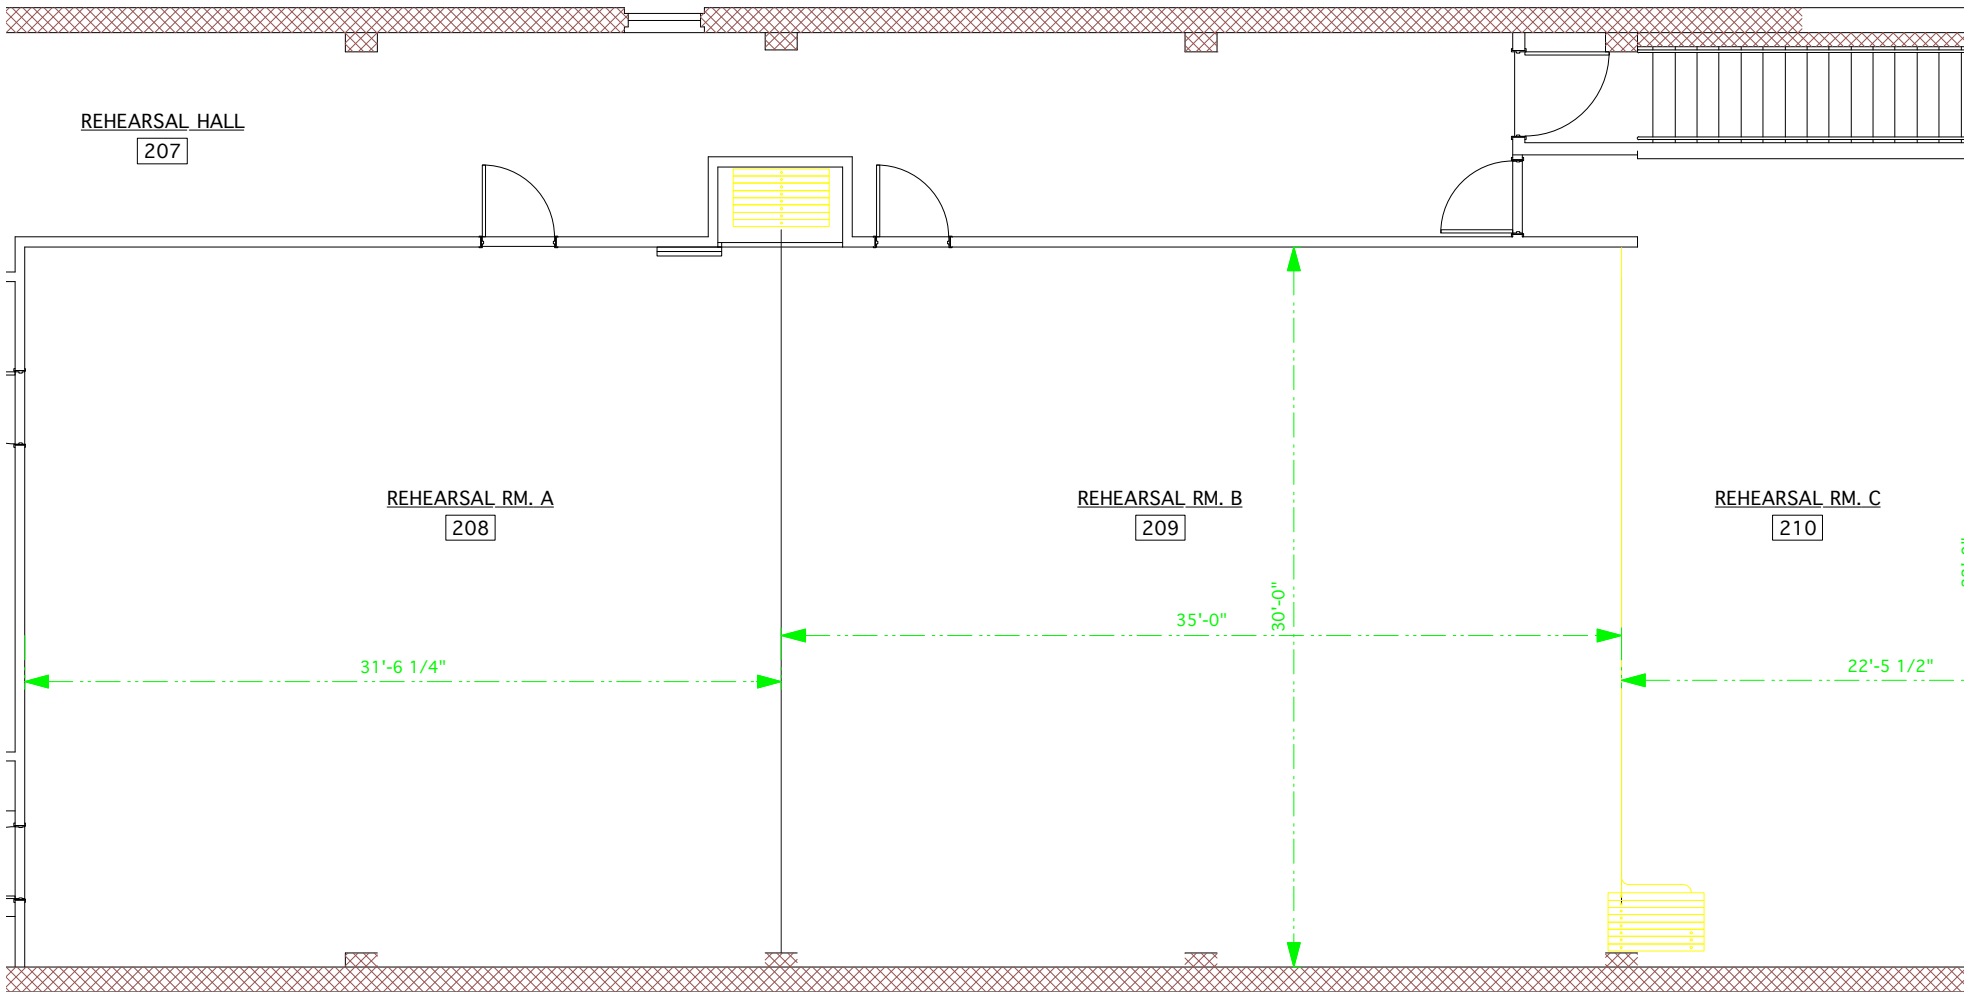 REHEARSAL HALL
207
REHEARSAL RM. A
208
REHEARSAL RM. B
209
REHEARSAL RM. C
210
35'-0"
30'-0"
31'-6 1/4"
22'-5 1/2"